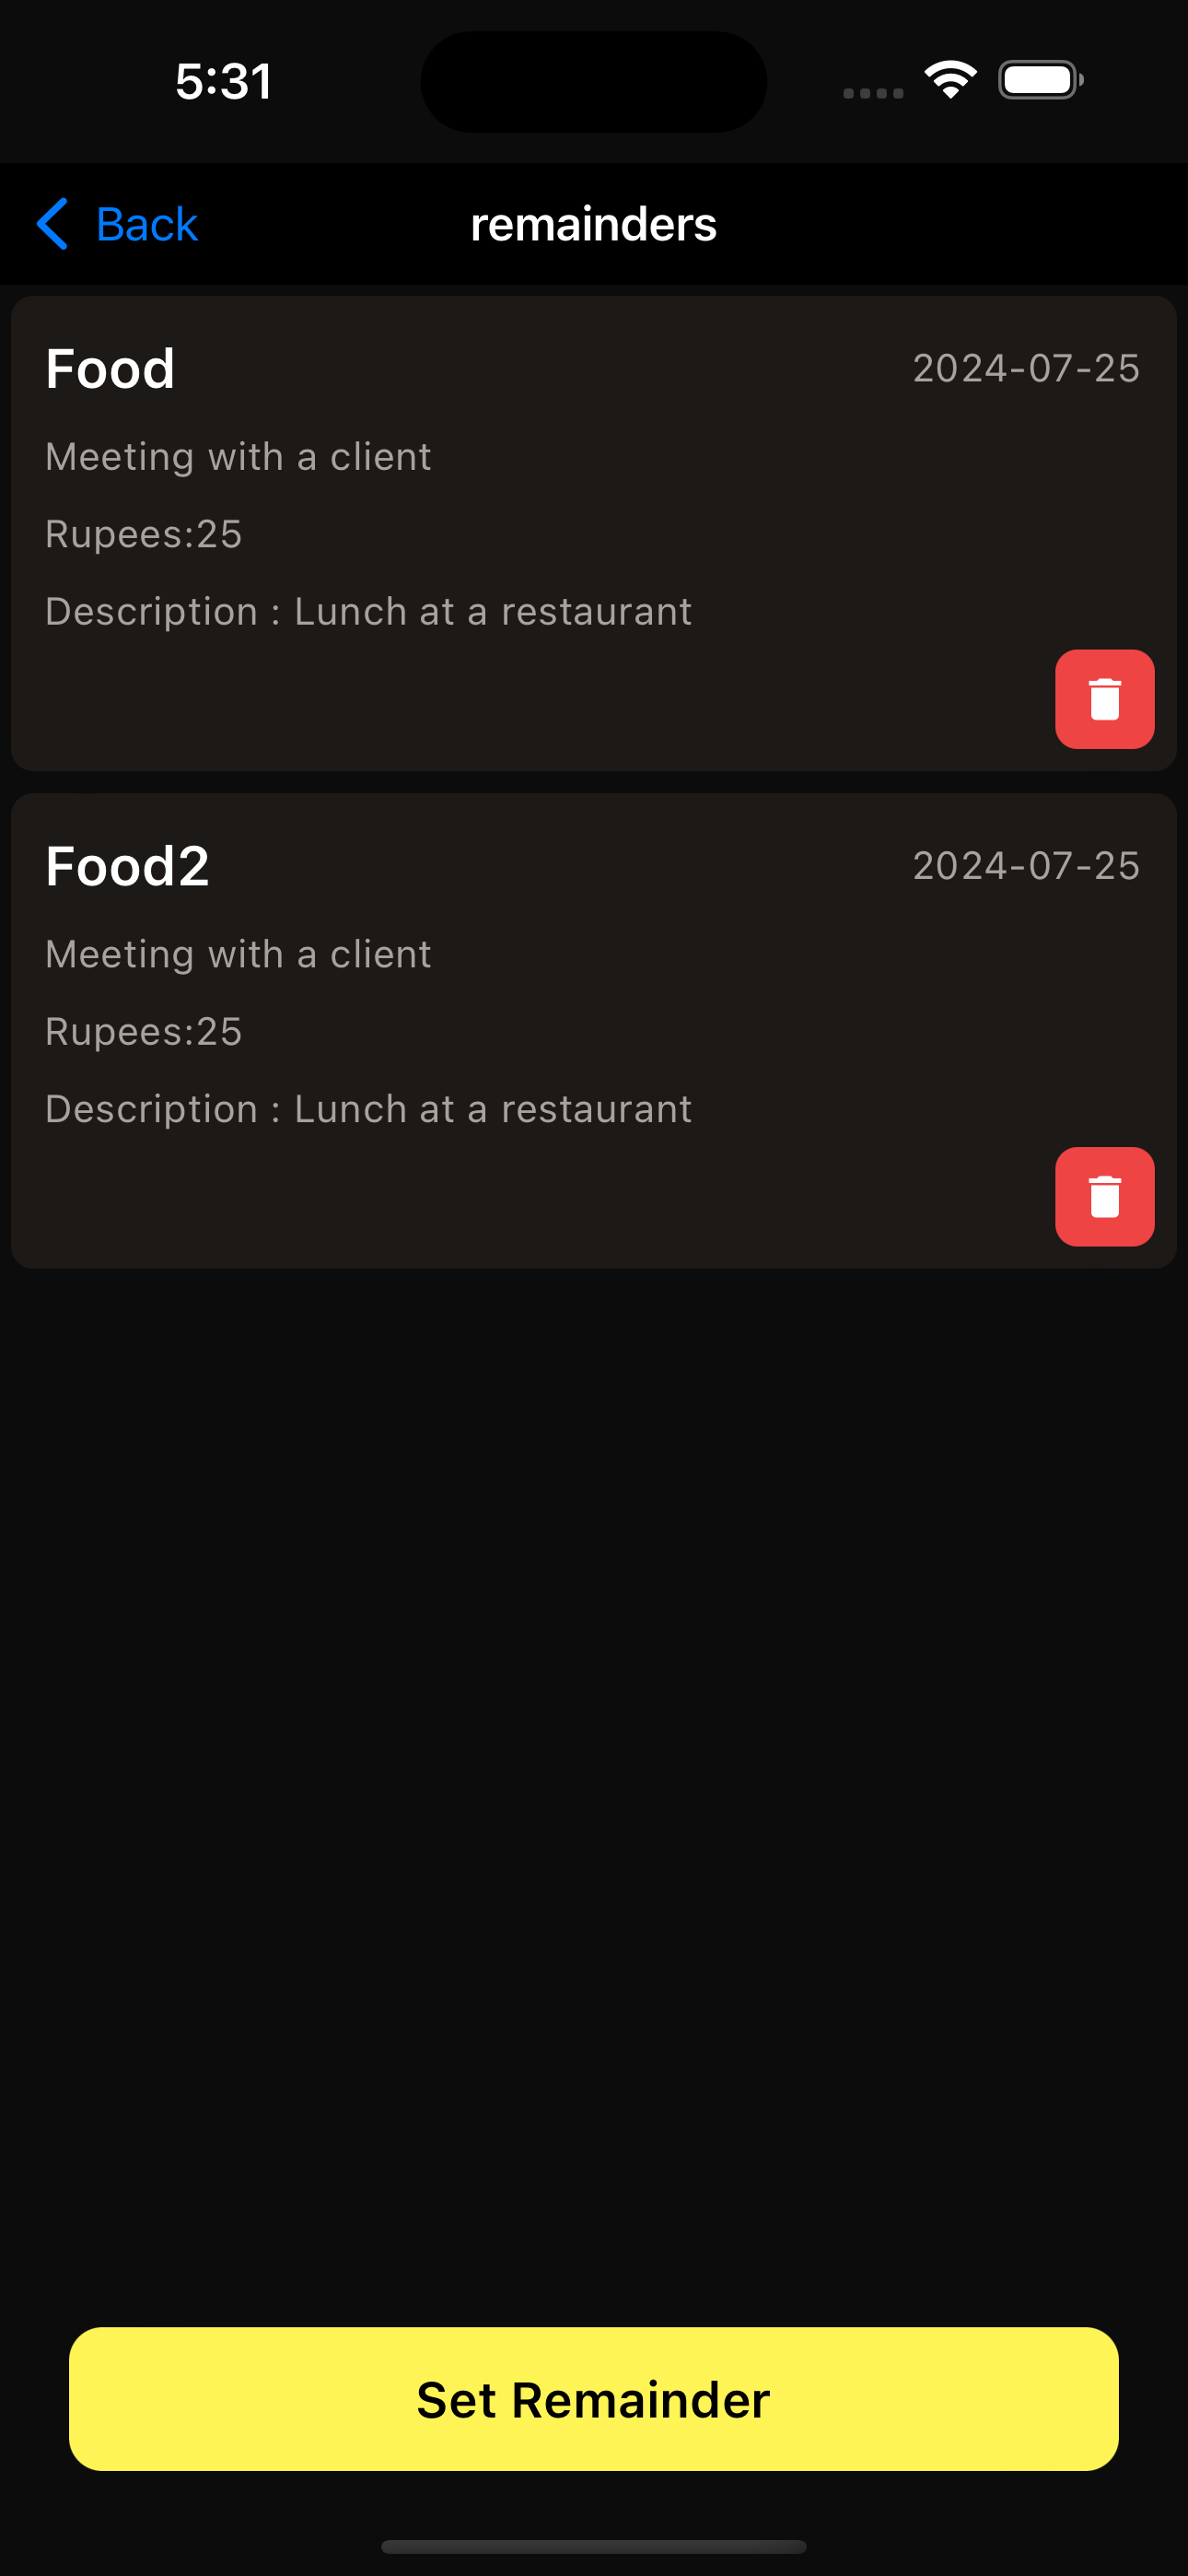 5:31
Back
remainders
Food
2024-07-25
Meeting with a client
Rupees:25
Description : Lunch at a restaurant
Food2
2024-07-25
Meeting with a client
Rupees:25
Description : Lunch at a restaurant
Set Remainder